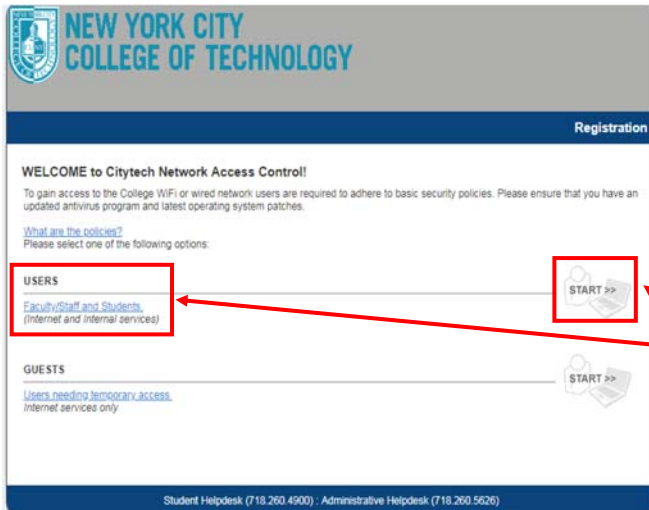 NEW YORK CITY
COLLEGE OF TECHNOLOGY
Registration
WELCOME to Citytech Network Access Control!
To gain access to the College WiFi or wired network users are required to adhere to basic security policies. Please ensure that you have an
updated antivirus program and latest operating system patches.
What are the policies?
Please select one of the following options:
USERS
START >>
Faculty/Staff and Students.
(Internet and Internal services)
GUESTS
START >>
Users needing temporary access.
Internet services only
Student Helpdesk (718.260.4900) : Administrative Helpdesk (718.260.5626)